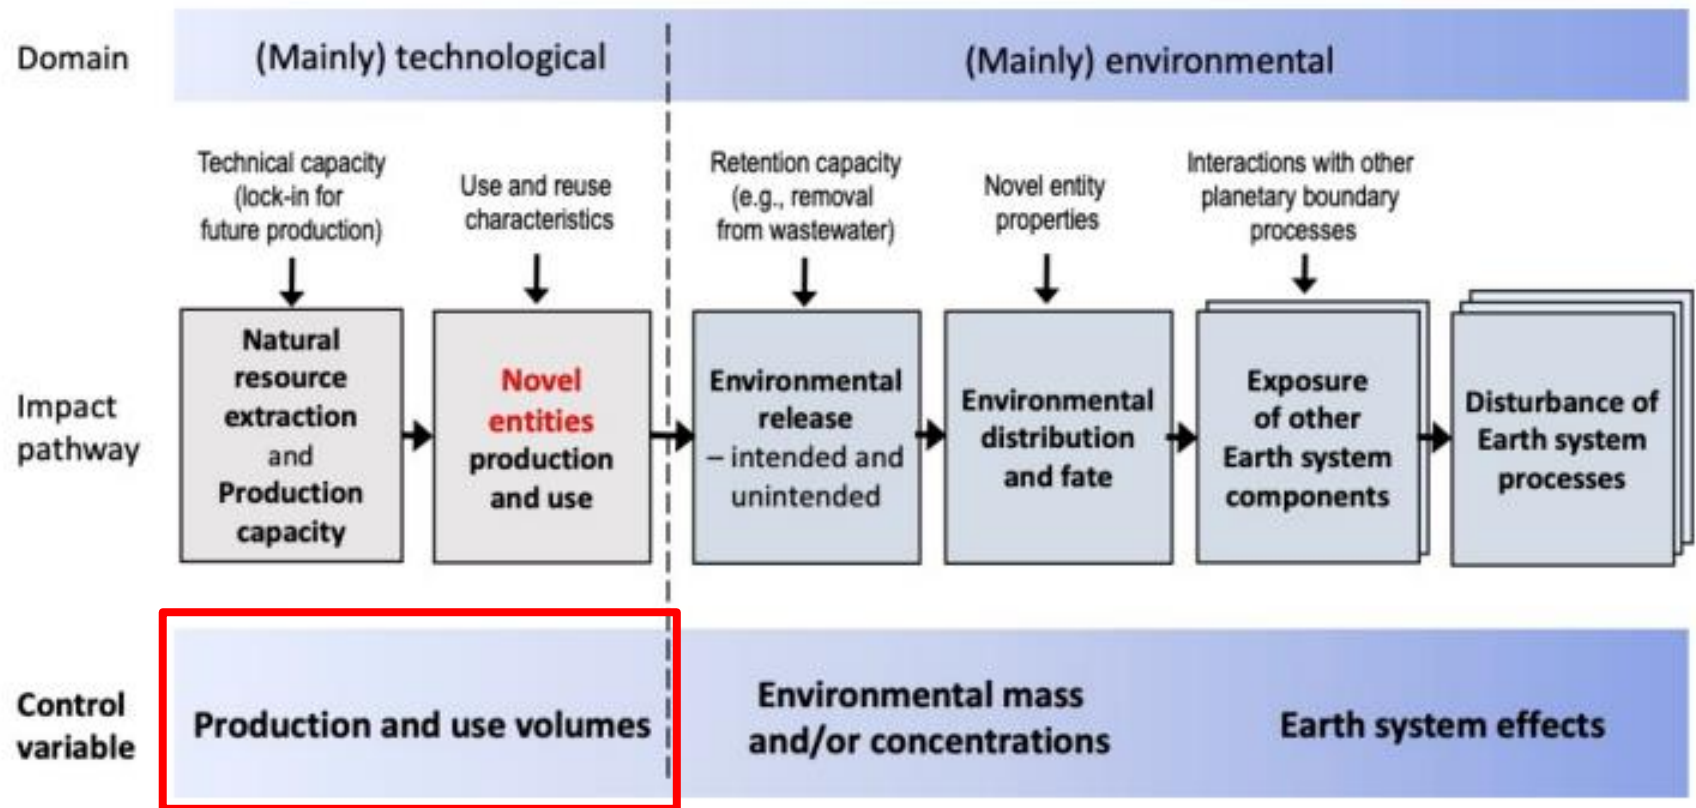 Domain
(Mainly) technological
(Mainly) environmental
Technical capacity
(lock-in for
future production)
Use and reuse
characteristics
Retention capacity
(e.g., removal
from wastewater)
Novel entity
properties
Interactions with other
planetary boundary
processes
Impact
pathway
Natural
resource
extraction
and
Production
capacity
Novel
entities
production
and use
Environmental
release
– intended and
unintended
Environmental
distribution
and fate
Exposure
of other
Earth system
components
Disturbance of
Earth system
processes
Control
variable
Production and use volumes
Environmental mass
and/or concentrations
Earth system effects